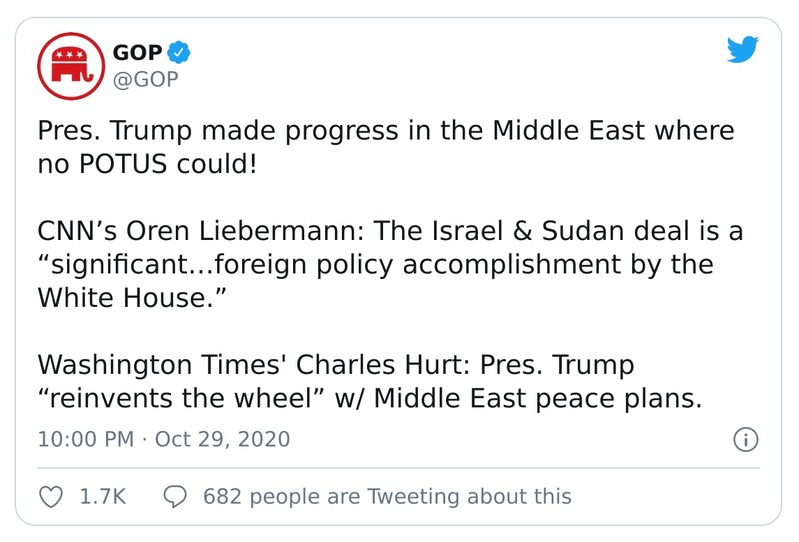 GOP
@GOP
Pres. Trump made progress in the Middle East where
no POTUS could!
CNN’s Oren Liebermann: The Israel & Sudan deal is a
“significant…foreign policy accomplishment by the
White House.”
Washington Times' Charles Hurt: Pres. Trump
“reinvents the wheel” w/ Middle East peace plans.
10:00 PM · Oct 29, 2020
1.7K 682 people are Tweeting about this